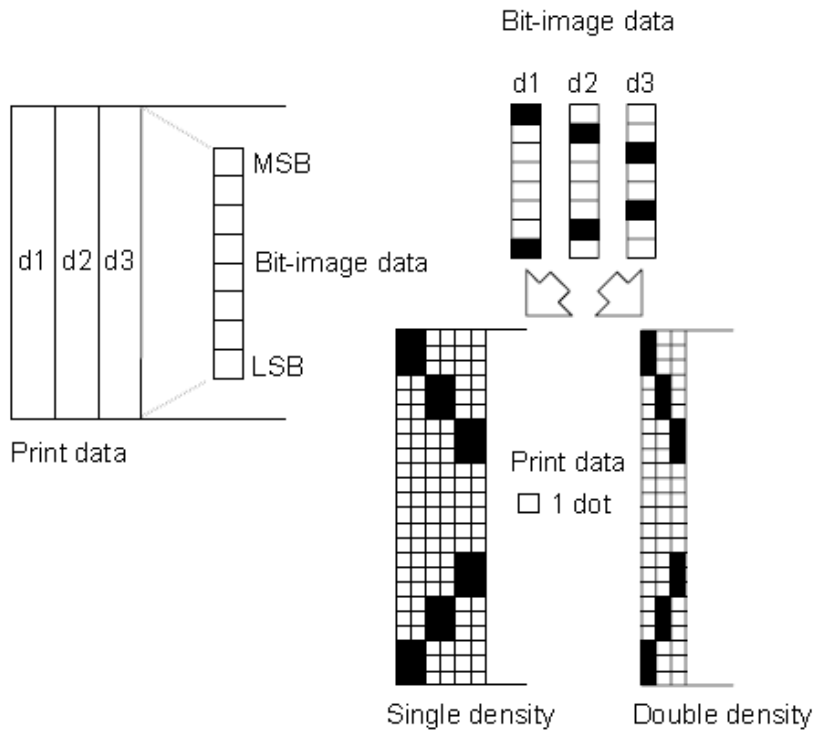 Bit-image data
d1 d2 d3
MSB
d1 d2 d3
Bit-image data
LSB
Print data
Print data
1 dot
Single density
Double density